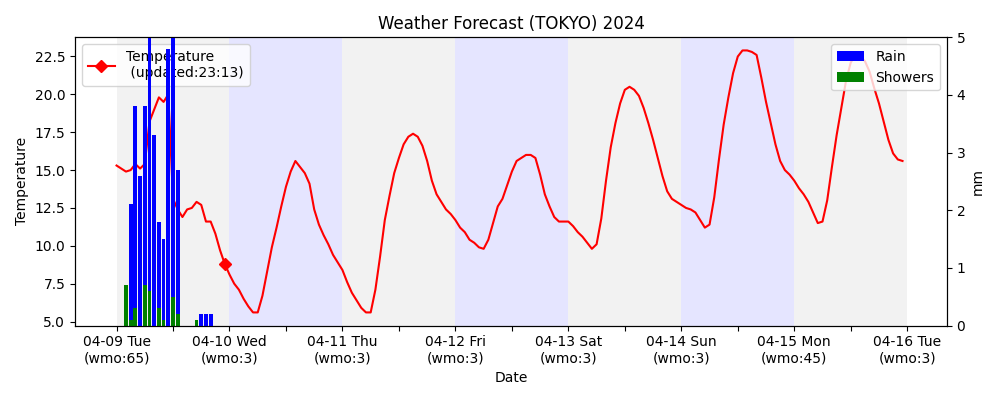 Weather Forecast (TOKYO) 2024
Temperature
(updated:23:13)
Rain
Showers
22.5
20.0
17.5
15.0
12.5
10.0
7.5
5.0
Temperature
5
4
3
2
1
0
mm
04-09 Tue
(wmo:65)
04-10 Wed
(wmo:3)
04-11 Thu
(wmo:3)
04-12 Fri
(wmo:3)
04-13 Sat
(wmo:3)
04-14 Sun
(wmo:3)
04-15 Mon
(wmo:45)
04-16 Tue
(wmo:3)
Date